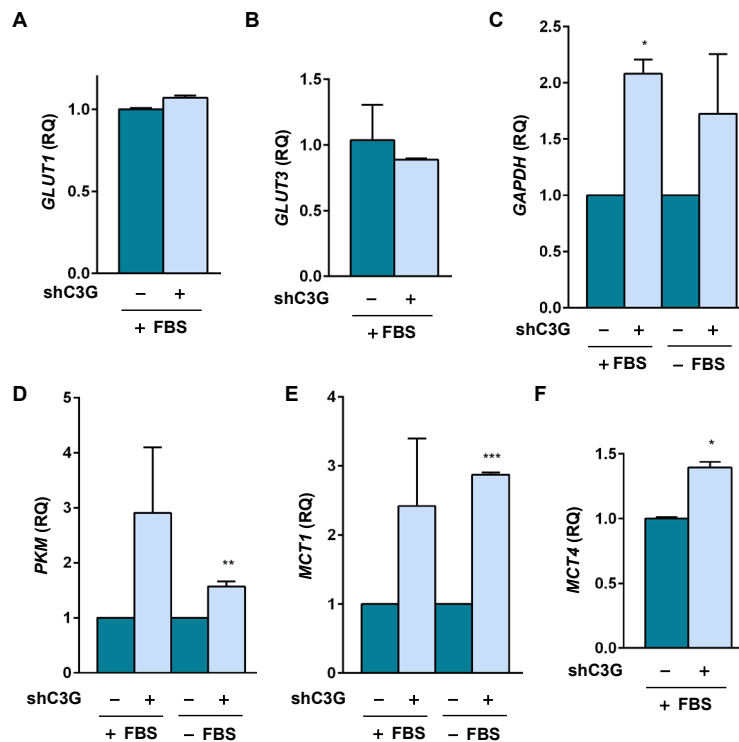 A
GLUT1 (RQ)
1.0
0.5
0.0
shC3G − +
+ FBS
B
GLUT3 (RQ)
1.5
1.0
0.5
0.0
shC3G − +
+ FBS
C
GAPDH (RQ)
2.5
2.0
1.5
1.0
0.5
0.0
*
shC3G − + − +
+ FBS − FBS
D
PKM (RQ)
5
4
3
2
1
0
**
shC3G − + − +
+ FBS − FBS
E
MCT1 (RQ)
4
3
2
1
0
***
shC3G − + − +
+ FBS − FBS
F
MCT4 (RQ)
1.5
1.0
0.5
0.0
*
shC3G − +
+ FBS